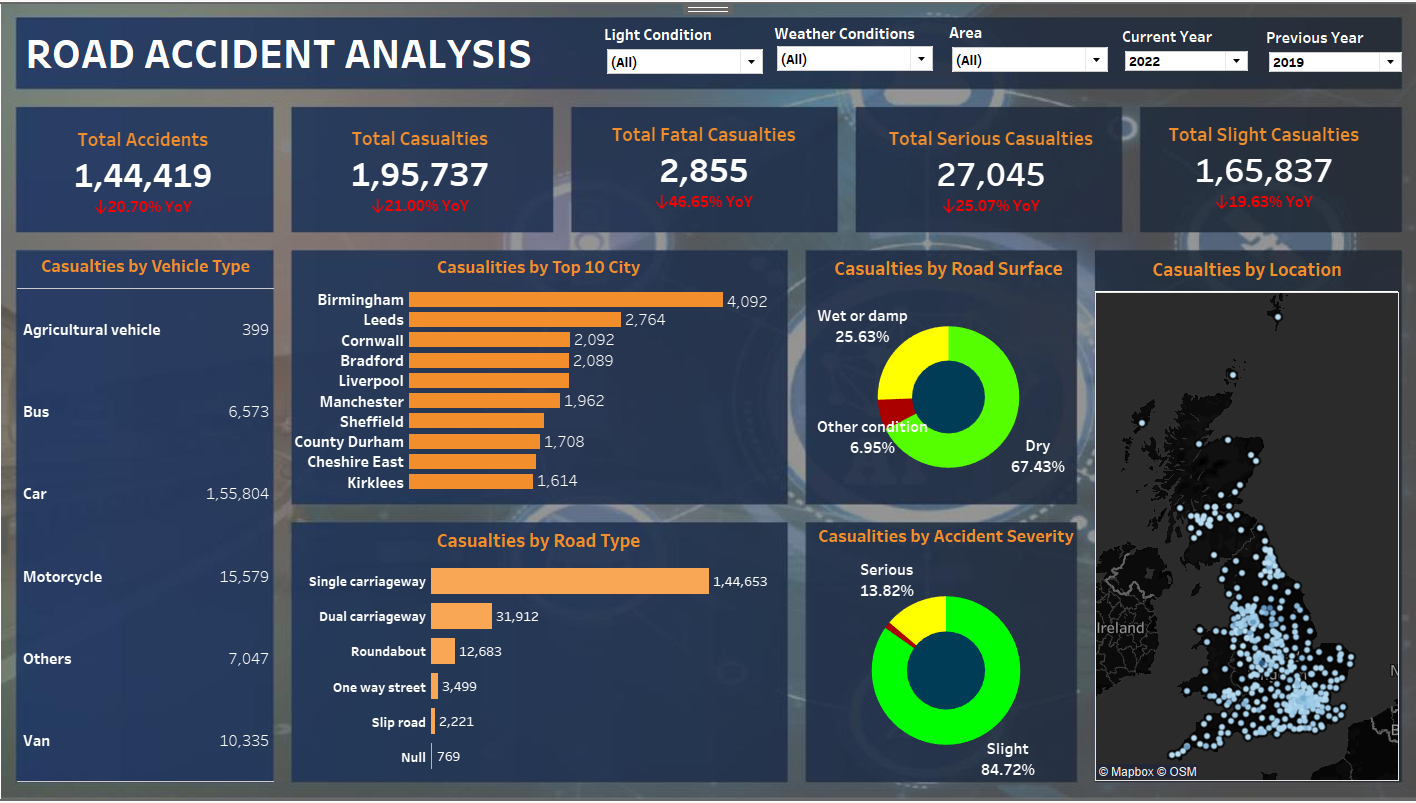 ROAD ACCIDENT ANALYSIS
Light Condition
(All)
Weather Conditions
(All)
Area
(All)
Current Year
2022
Previous Year
2019
Total Accidents
1,44,419
↓20.70% YoY
Total Casualties
1,95,737
↓21.00% YoY
Total Fatal Casualties
2,855
↓46.65% YoY
Total Serious Casualties
27,045
↓25.07% YoY
Total Slight Casualties
1,65,837
↓19.63% YoY
Casualties by Vehicle Type
Agricultural vehicle 399
Bus 6,573
Car 1,55,804
Motorcycle 15,579
Others 7,047
Van 10,335
Casualities by Top 10 City
Birmingham 4,092
Leeds 2,764
Cornwall 2,092
Bradford 2,089
Liverpool
Manchester 1,962
Sheffield
County Durham 1,708
Cheshire East
Kirklees 1,614
Casualties by Road Type
Single carriageway 1,44,653
Dual carriageway 31,912
Roundabout 12,683
One way street 3,499
Slip road 2,221
Null 769
Casualties by Road Surface
Wet or damp
25.63%
Other condition
6.95%
Dry
67.43%
Casualities by Accident Severity
Serious
13.82%
Slight
84.72%
Casualties by Location
Ireland
N
B
© Mapbox © OSM